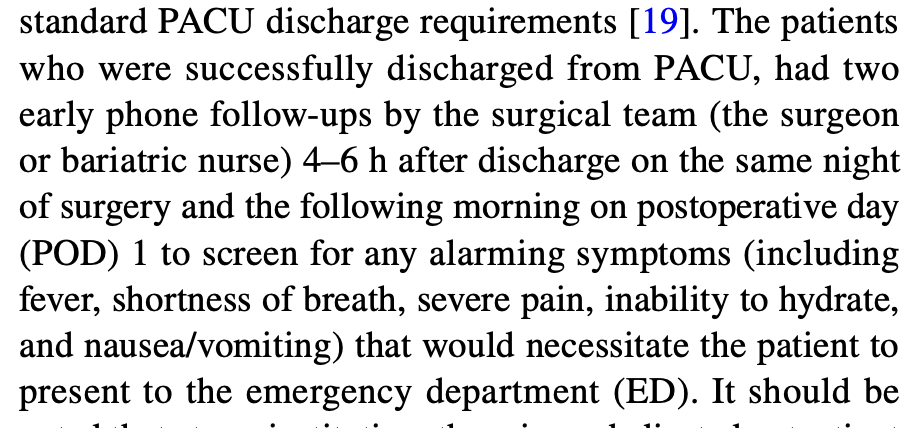 standard PACU discharge requirements [19]. The patients
who were successfully discharged from PACU, had two
early phone follow-ups by the surgical team (the surgeon
or bariatric nurse) 4–6 h after discharge on the same night
of surgery and the following morning on postoperative day
(POD) 1 to screen for any alarming symptoms (including
fever, shortness of breath, severe pain, inability to hydrate,
and nausea/vomiting) that would necessitate the patient to
present to the emergency department (ED). It should be